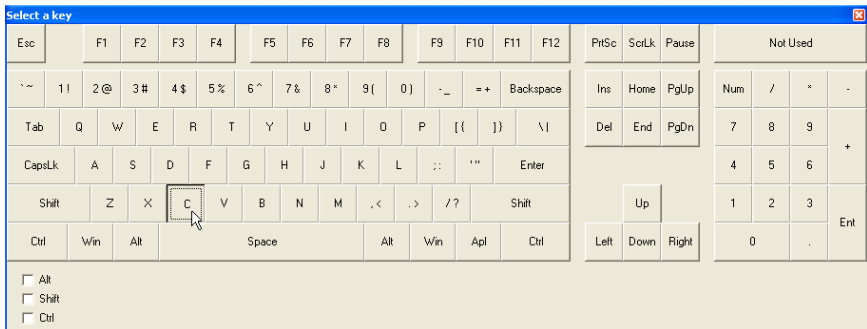 Select a key
Esc F1 F2 F3 F4 F5 F6 F7 F8 F9 F10 F11 F12 PrtSc ScrLk Pause Not Used
` ~ 1 ! 2 @ 3 # 4 $ 5 % 6 ^ 7 & 8 * 9 ( 0 ) - _ = + Backspace Ins Home PgUp Num / * -
Tab Q W E R T Y U I O P [ { ] } \ | Del End PgDn 7 8 9
+
CapsLk A S D F G H J K L ; : ' " Enter 4 5 6
Shift Z X C V B N M , < . > / ? Shift Up 1 2 3
Ent
Ctrl Win Alt Space Alt Win Apl Ctrl Left Down Right 0 .
Alt
Shift
Ctrl